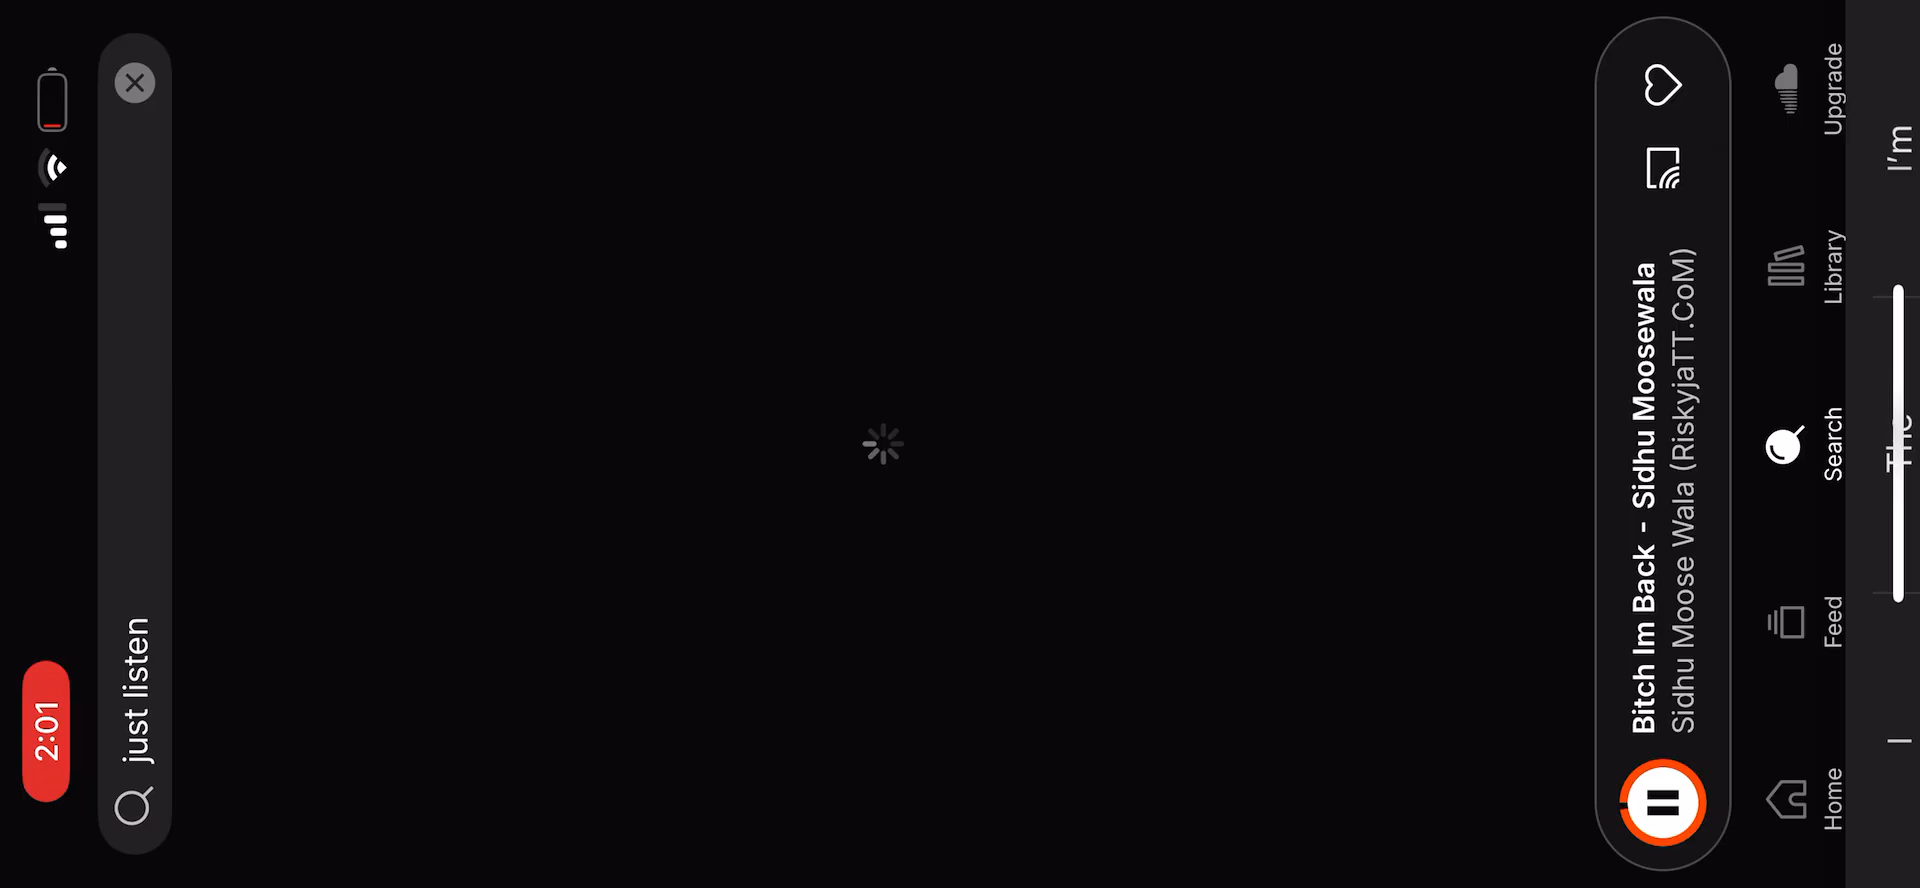 2:01
just listen
Bitch Im Back - Sidhu Moosewala
Sidhu Moose Wala (RiskyjaTT.CoM)
Home
Feed
Search
Library
Upgrade
I
The
I'm